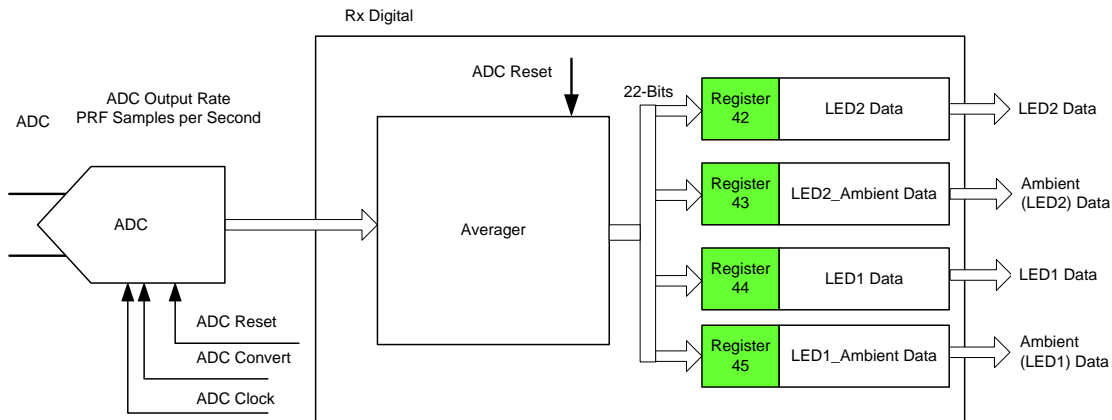 Rx Digital
ADC Reset
ADC Output Rate
PRF Samples per Second
ADC
22-Bits
Register
42
LED2 Data
LED2 Data
Register
43
LED2_Ambient Data
Ambient
(LED2) Data
ADC
Averager
Register
44
LED1 Data
LED1 Data
Register
45
LED1_Ambient Data
Ambient
(LED1) Data
ADC Reset
ADC Convert
ADC Clock